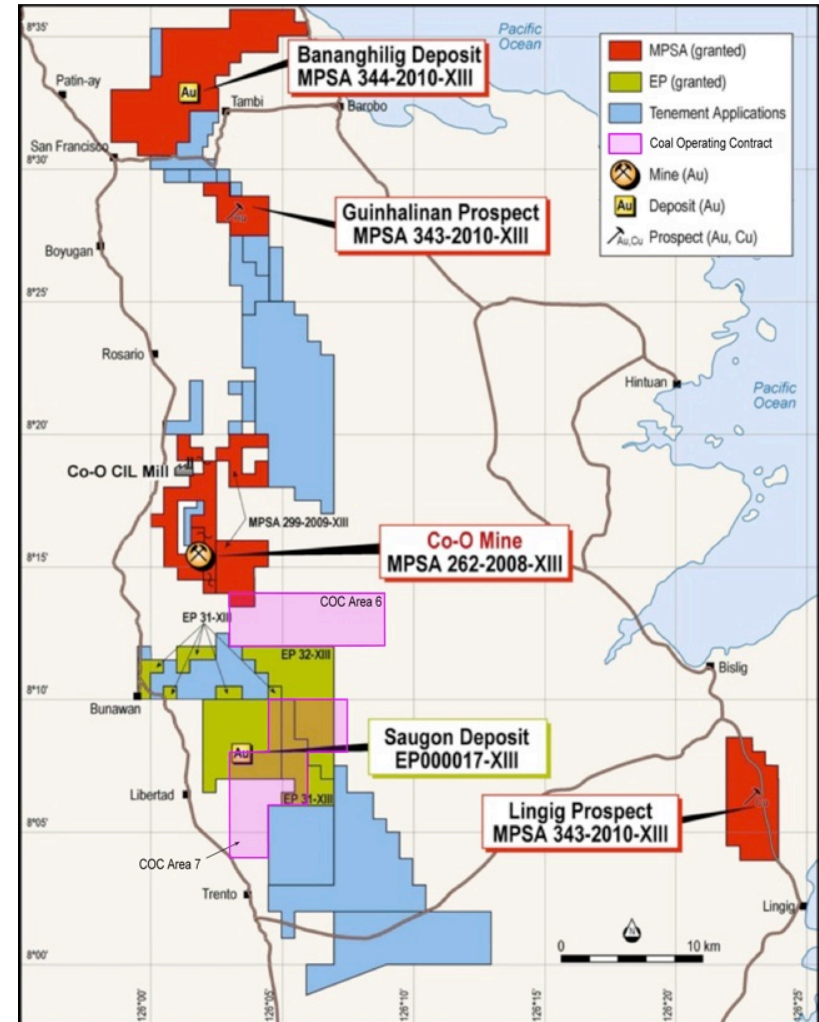 Pacific
Ocean
8°35'
Bananghilig Deposit
MPSA 344-2010-XIII
MPSA (granted)
EP (granted)
Tenement Applications
Coal Operating Contract
Mine (Au)
Au
Deposit (Au)
Au,Cu
Prospect (Au, Cu)
Patin-ay
Au
Tambi
Barobo
San Francisco
8°30'
Guinhalinan Prospect
MPSA 343-2010-XIII
Boyugan
8°25'
Rosario
Hintuan
Pacific
Ocean
8°20'
Co-O CIL Mill
MPSA 299-2009-XIII
Co-O Mine
MPSA 262-2008-XIII
8°15'
COC Area 6
EP 31-XIII
EP 32-XIII
Bislig
8°10'
Bunawan
Saugon Deposit
EP000017-XIII
Au
Libertad
EP 31-XIII
Lingig Prospect
MPSA 343-2010-XIII
8°05'
COC Area 7
Trento
Lingig
N
0
10 km
8°00'
126°00'
126°05'
126°10'
126°15'
126°20'
126°25'